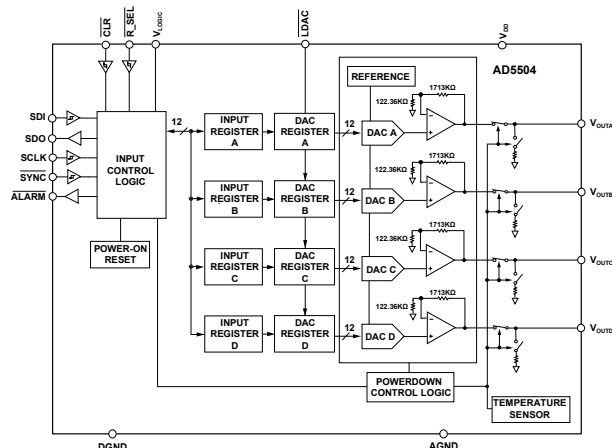 CLR
R_SEL
VLOGIC
LDAC
VDD
AD5504
REFERENCE
1713KΩ
122.36KΩ
SDI
SDO
SCLK
SYNC
ALARM
INPUT
CONTROL
LOGIC
12
INPUT
REGISTER
A
DAC
REGISTER
A
12
DAC A
VOUTA
1713KΩ
122.36KΩ
INPUT
REGISTER
B
DAC
REGISTER
B
12
DAC B
VOUTB
POWER-ON
RESET
1713KΩ
122.36KΩ
INPUT
REGISTER
C
DAC
REGISTER
C
12
DAC C
VOUTC
1713KΩ
122.36KΩ
INPUT
REGISTER
D
DAC
REGISTER
D
12
DAC D
VOUTD
POWERDOWN
CONTROL LOGIC
TEMPERATURE
SENSOR
DGND
AGND